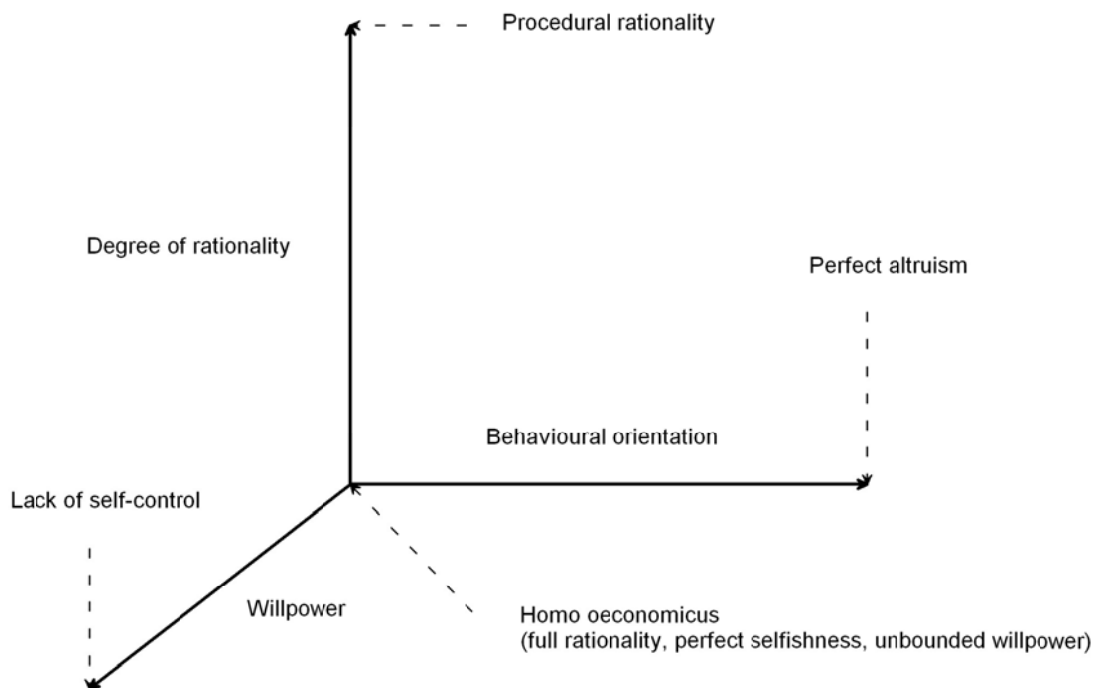 Procedural rationality
Degree of rationality
Perfect altruism
Behavioural orientation
Lack of self-control
Willpower
Homo oeconomicus
(full rationality, perfect selfishness, unbounded willpower)